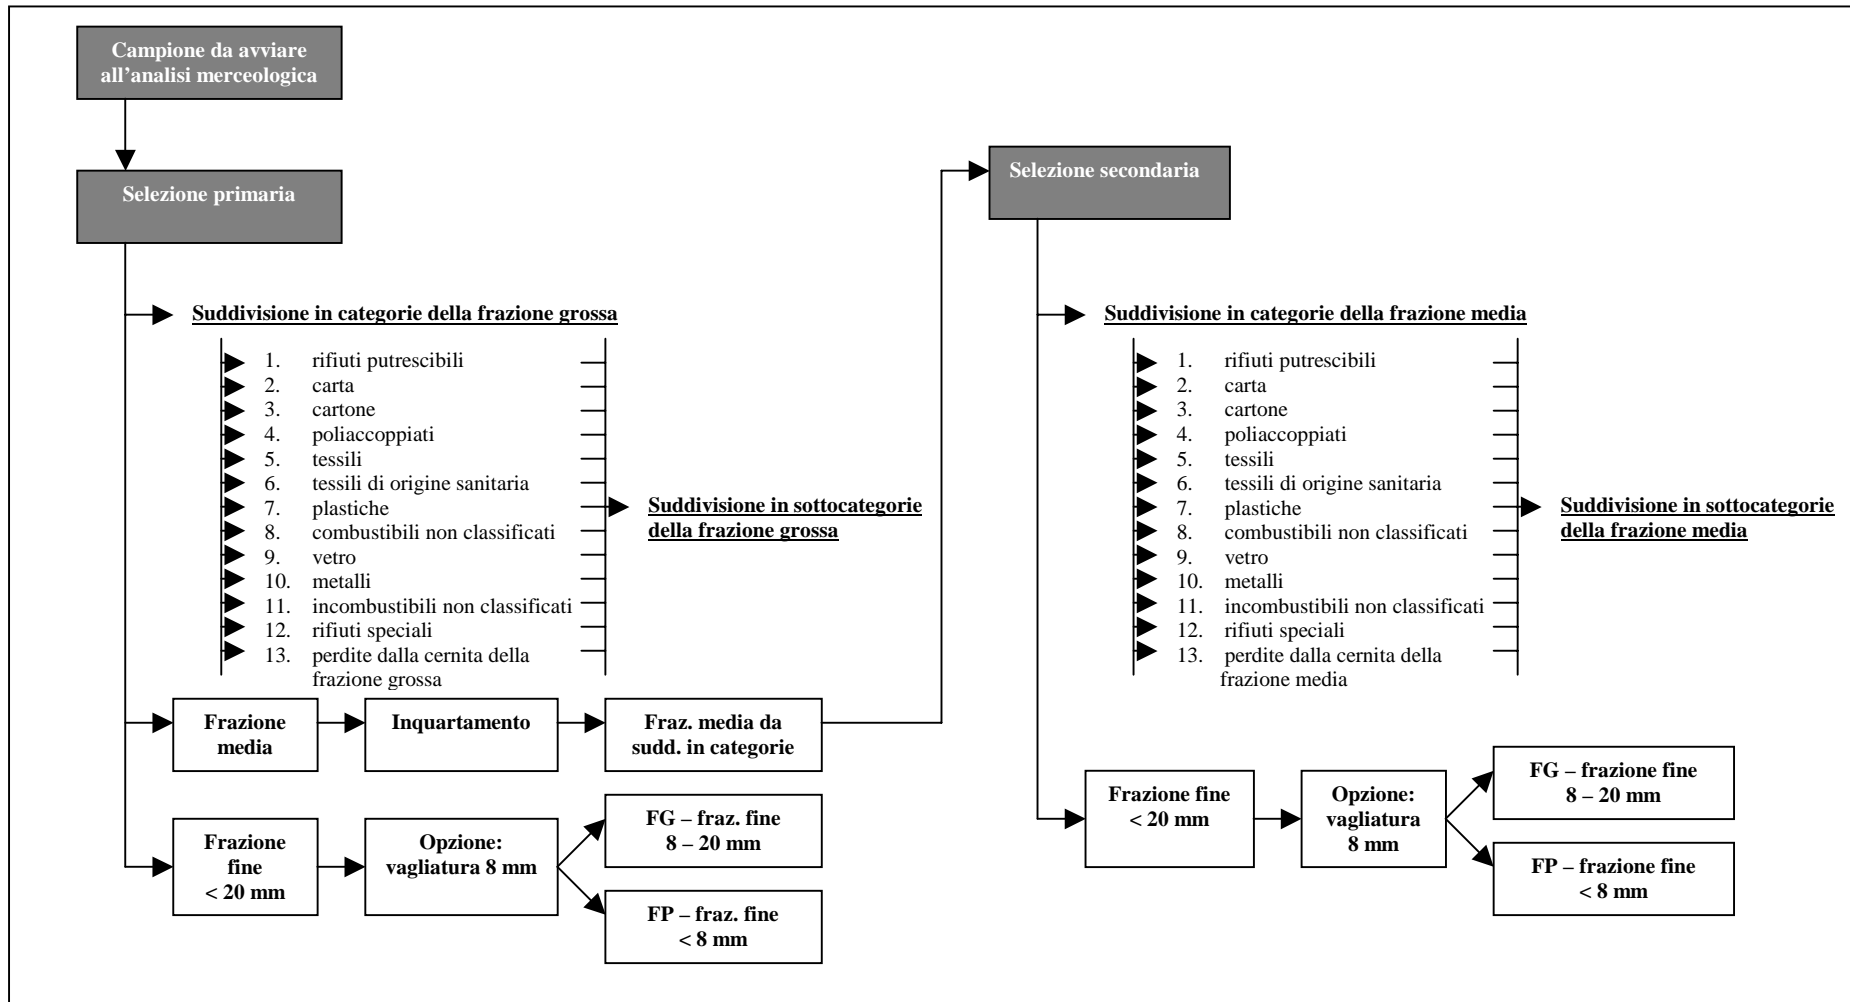 Campione da avviare
all'analisi merceologica
Selezione primaria
Suddivisione in categorie della frazione grossa
1. rifiuti putrescibili
2. carta
3. cartone
4. poliaccoppiati
5. tessili
6. tessili di origine sanitaria
7. plastiche
8. combustibili non classificati
9. vetro
10. metalli
11. incombustibili non classificati
12. rifiuti speciali
13. perdite dalla cernita della
frazione grossa
Suddivisione in sottocategorie
della frazione grossa
Frazione
media
Inquartamento
Fraz. media da
sudd. in categorie
Frazione
fine
< 20 mm
Opzione:
vagliatura 8 mm
FG – fraz. fine
8 – 20 mm
FP – fraz. fine
< 8 mm
Selezione secondaria
Suddivisione in categorie della frazione media
1. rifiuti putrescibili
2. carta
3. cartone
4. poliaccoppiati
5. tessili
6. tessili di origine sanitaria
7. plastiche
8. combustibili non classificati
9. vetro
10. metalli
11. incombustibili non classificati
12. rifiuti speciali
13. perdite dalla cernita della
frazione media
Suddivisione in sottocategorie
della frazione media
Frazione fine
< 20 mm
Opzione:
vagliatura
8 mm
FG – frazione fine
8 – 20 mm
FP – frazione fine
< 8 mm